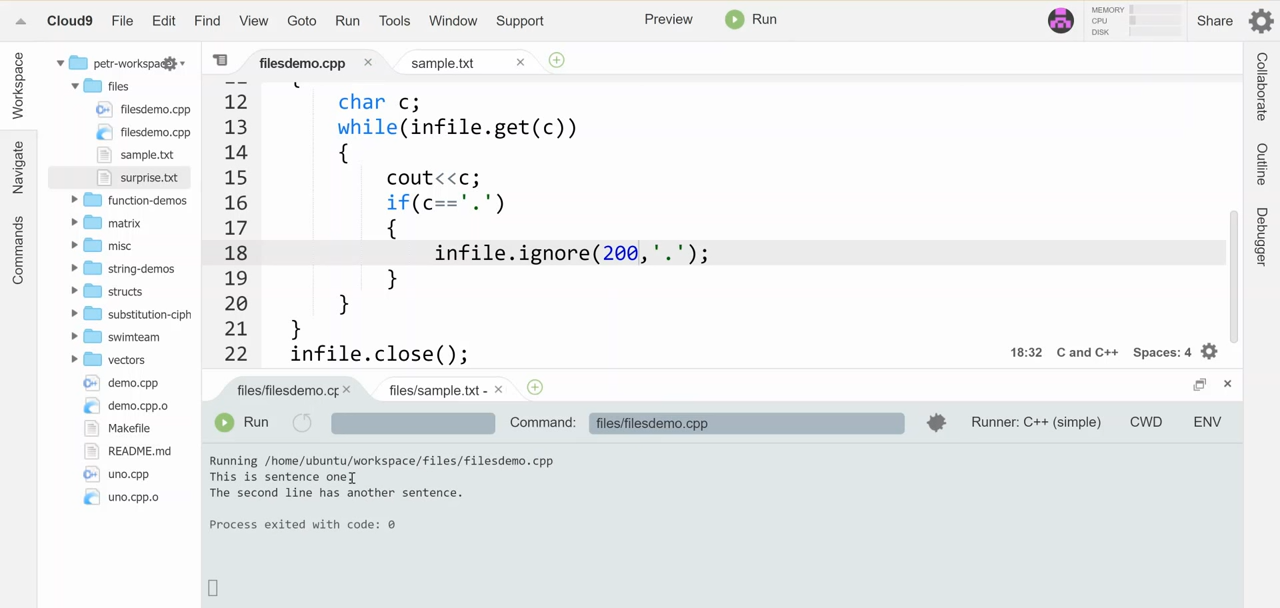 Cloud9 File Edit Find View Goto Run Tools Window Support Preview Run MEMORY CPU DISK Share
Workspace
Navigate
Commands
petr-workspac
files
filesdemo.cpp
filesdemo.cpp
sample.txt
surprise.txt
function-demos
matrix
misc
string-demos
structs
substitution-ciph
swimteam
vectors
demo.cpp
demo.cpp.o
Makefile
README.md
uno.cpp
uno.cpp.o
filesdemo.cpp × sample.txt ×
{
12 char c;
13 while(infile.get(c))
14 {
15 cout<<c;
16 if(c=='.')
17 {
18 infile.ignore(200,'.');
19 }
20 }
21 }
22 infile.close();
18:32 C and C++ Spaces: 4
files/filesdemo.cp × files/sample.txt - ×
Run Command: files/filesdemo.cpp Runner: C++ (simple) CWD ENV
Running /home/ubuntu/workspace/files/filesdemo.cpp
This is sentence one.
The second line has another sentence.
Process exited with code: 0
Collaborate
Outline
Debugger